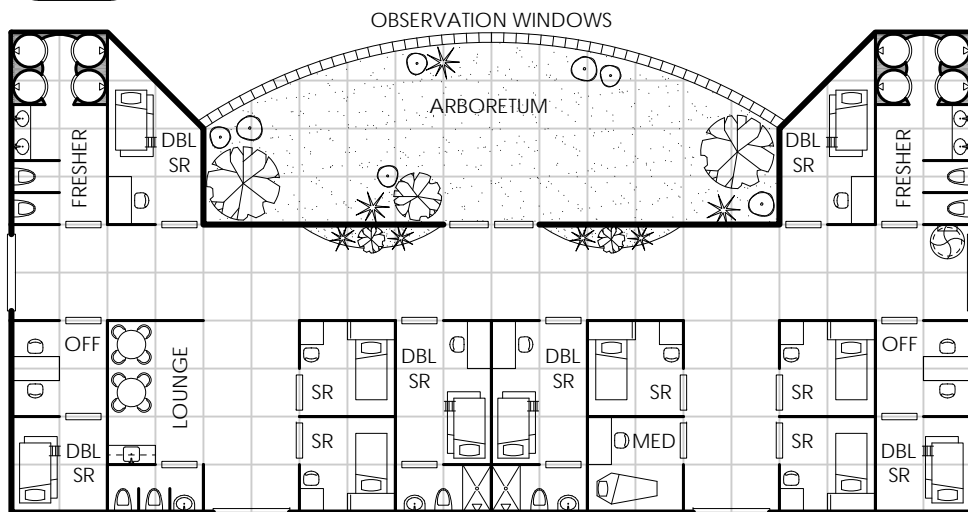 OBSERVATION WINDOWS
ARBORETUM
FRESHER
DBL
SR
DBL
SR
FRESHER
OFF
LOUNGE
SR
DBL
SR
DBL
SR
SR
SR
OFF
DBL
SR
SR
MED
SR
DBL
SR